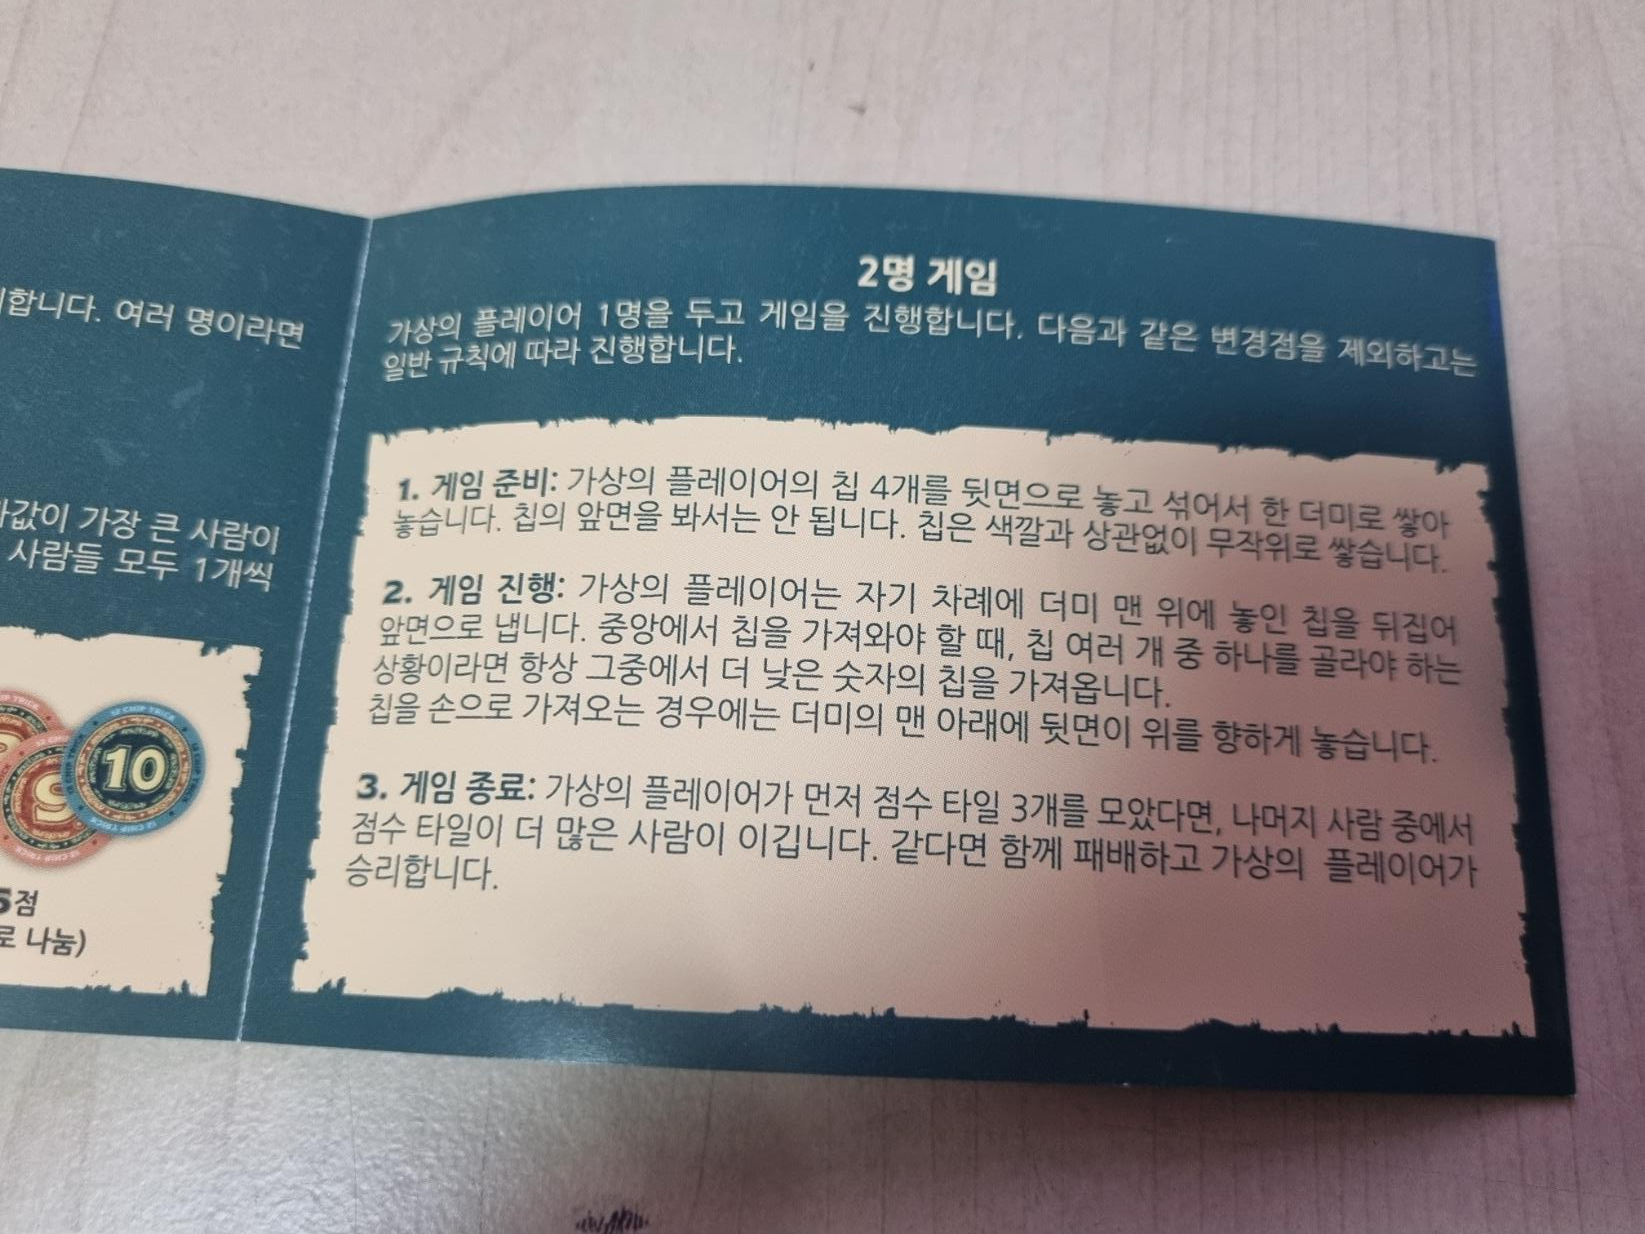 합니다. 여러 명이라면
값이 가장 큰 사람이
사람들 모두 1개씩
12 CHIP TRICK
9
10
5점
로 나눔)
2명 게임
가상의 플레이어 1명을 두고 게임을 진행합니다. 다음과 같은 변경점을 제외하고는
일반 규칙에 따라 진행합니다.
1. 게임 준비: 가상의 플레이어의 칩 4개를 뒷면으로 놓고 섞어서 한 더미로 쌓아
놓습니다. 칩의 앞면을 봐서는 안 됩니다. 칩은 색깔과 상관없이 무작위로 쌓습니다.
2. 게임 진행: 가상의 플레이어는 자기 차례에 더미 맨 위에 놓인 칩을 뒤집어
앞면으로 냅니다. 중앙에서 칩을 가져와야 할 때, 칩 여러 개 중 하나를 골라야 하는
상황이라면 항상 그중에서 더 낮은 숫자의 칩을 가져옵니다.
칩을 손으로 가져오는 경우에는 더미의 맨 아래에 뒷면이 위를 향하게 놓습니다.
3. 게임 종료: 가상의 플레이어가 먼저 점수 타일 3개를 모았다면, 나머지 사람 중에서
점수 타일이 더 많은 사람이 이깁니다. 같다면 함께 패배하고 가상의 플레이어가
승리합니다.